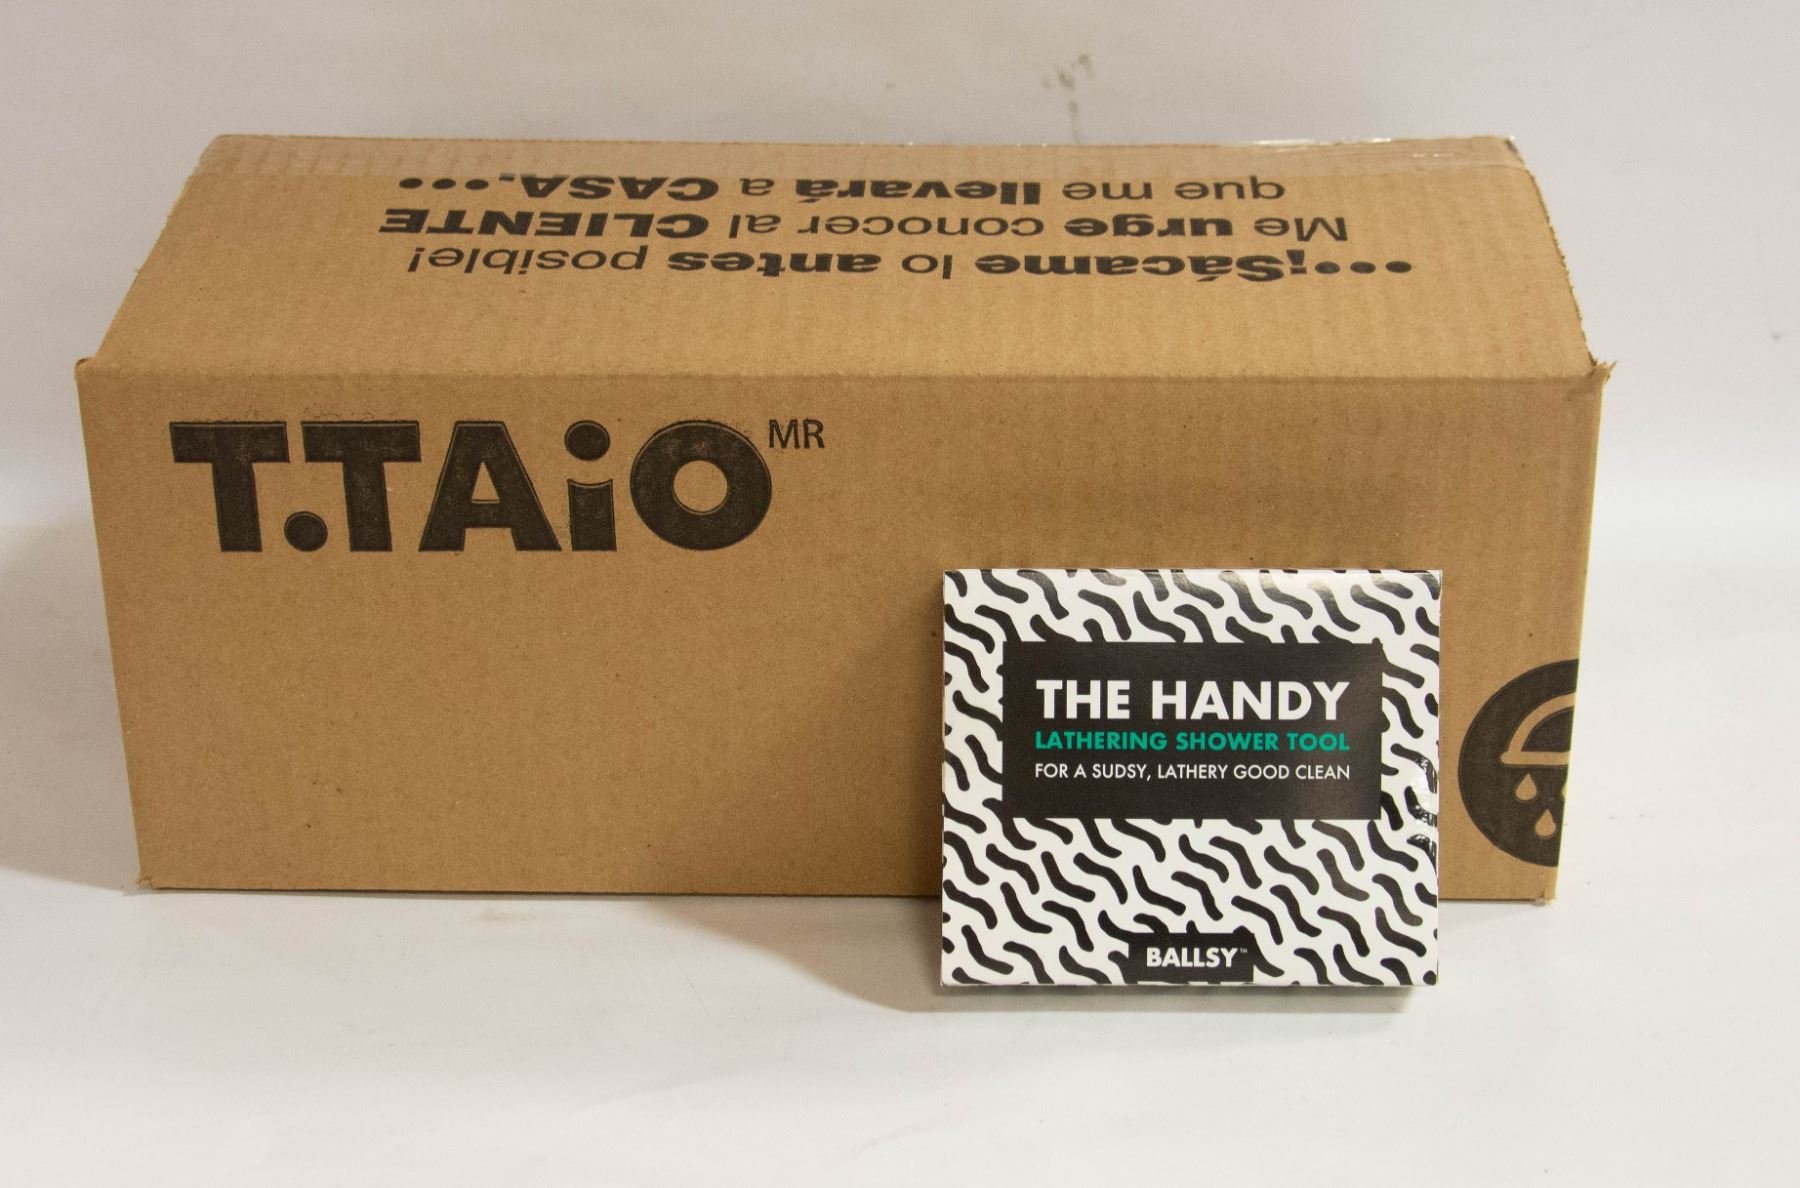 ...¡Sácame lo antes posible!
Me urge conocer al CLIENTE
que me llevará a CASA....
T.TAiO MR
THE HANDY
LATHERING SHOWER TOOL
FOR A SUDSY, LATHERY GOOD CLEAN
BALLSY™